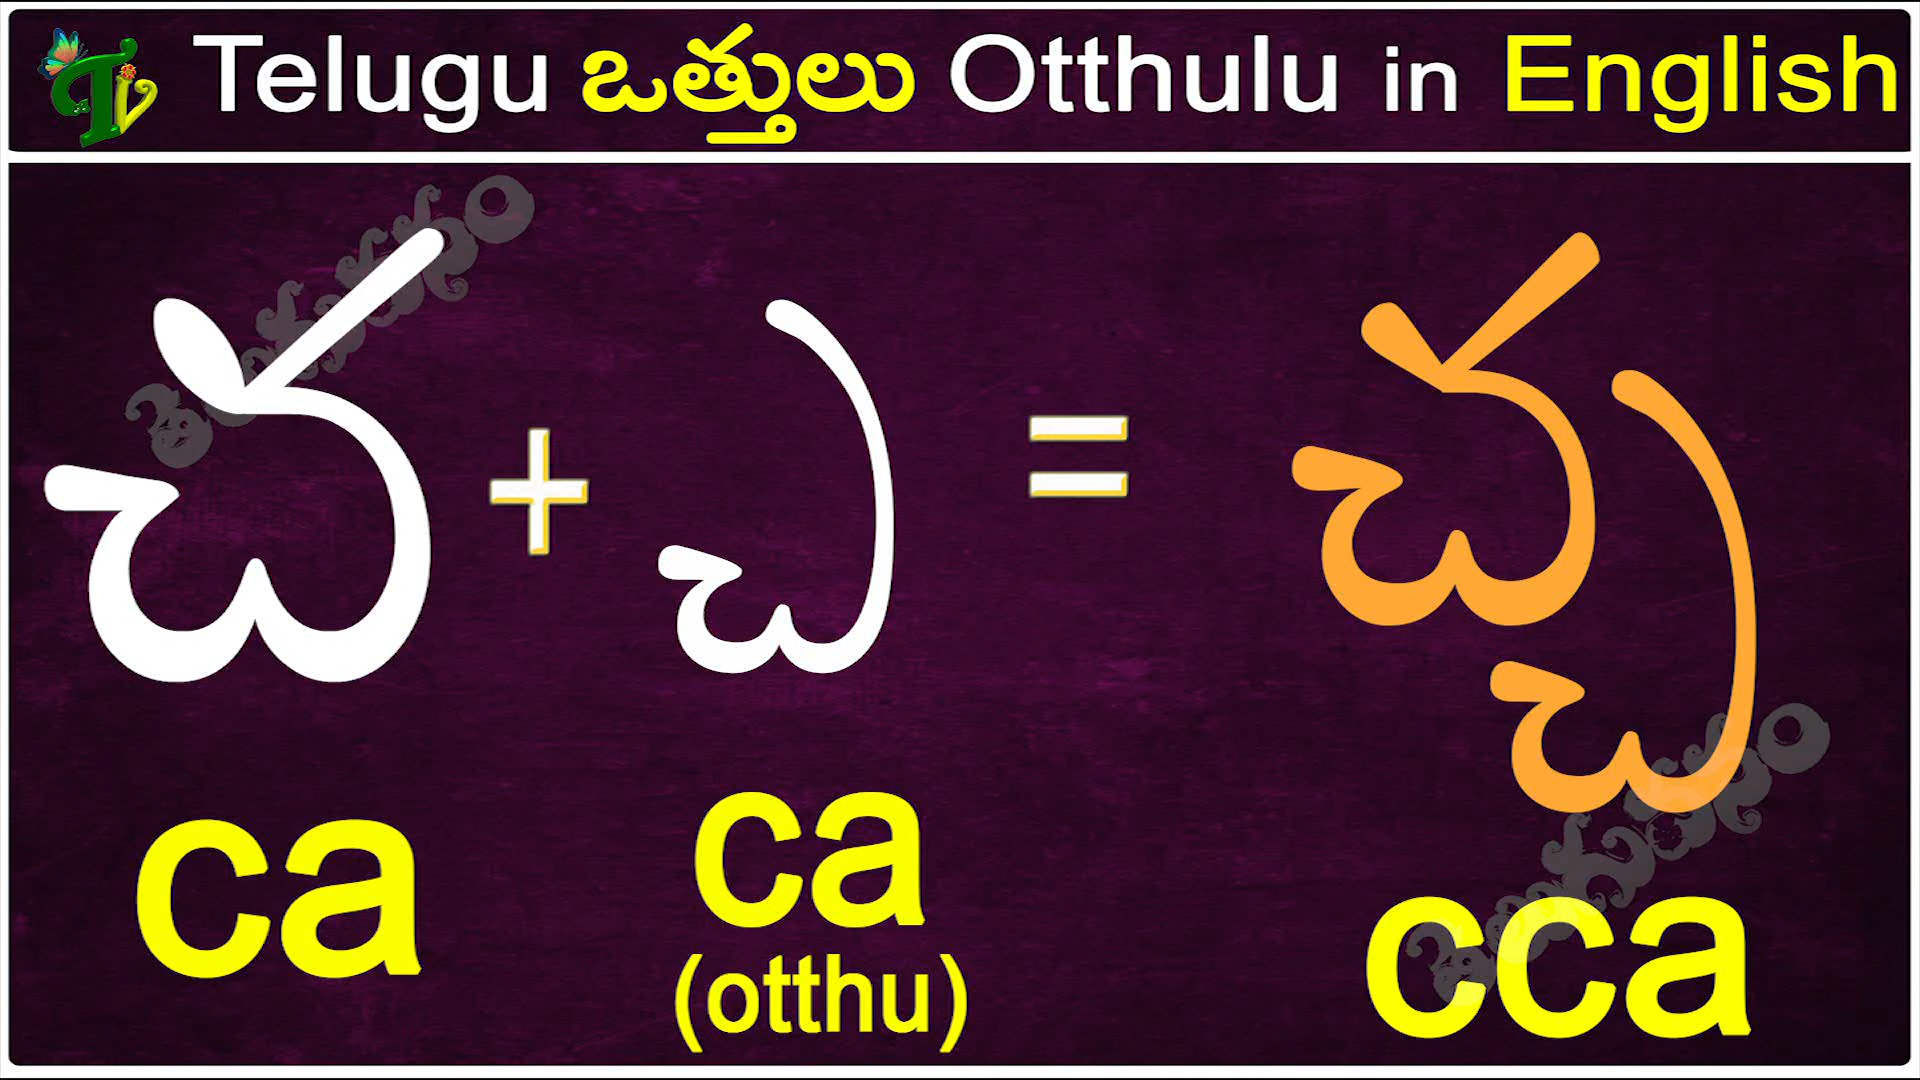 Telugu ఒత్తులు Otthulu in English
చ + ـ్చ = చ్చ
ca ca cca
(otthu)